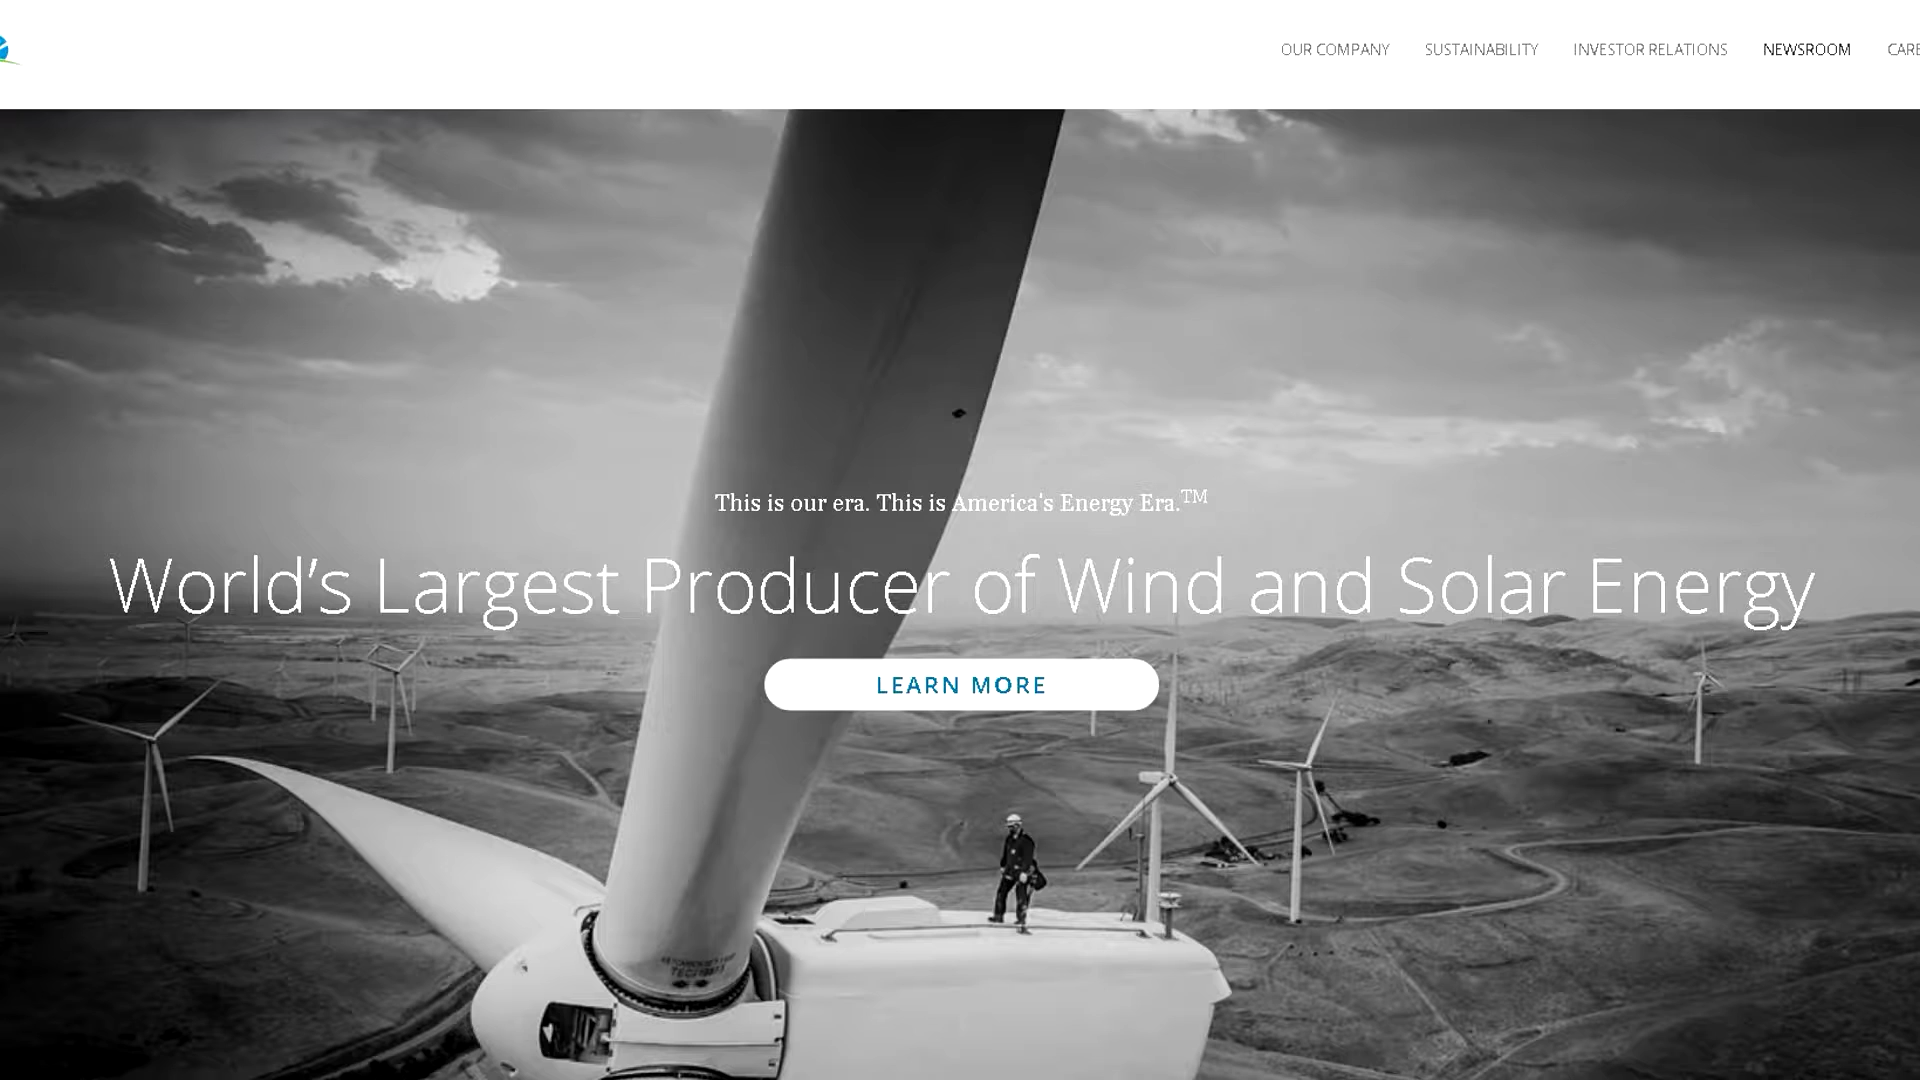 OUR COMPANY SUSTAINABILITY INVESTOR RELATIONS NEWSROOM
This is our era. This is America's Energy Era.TM
World's Largest Producer of Wind and Solar Energy
LEARN MORE